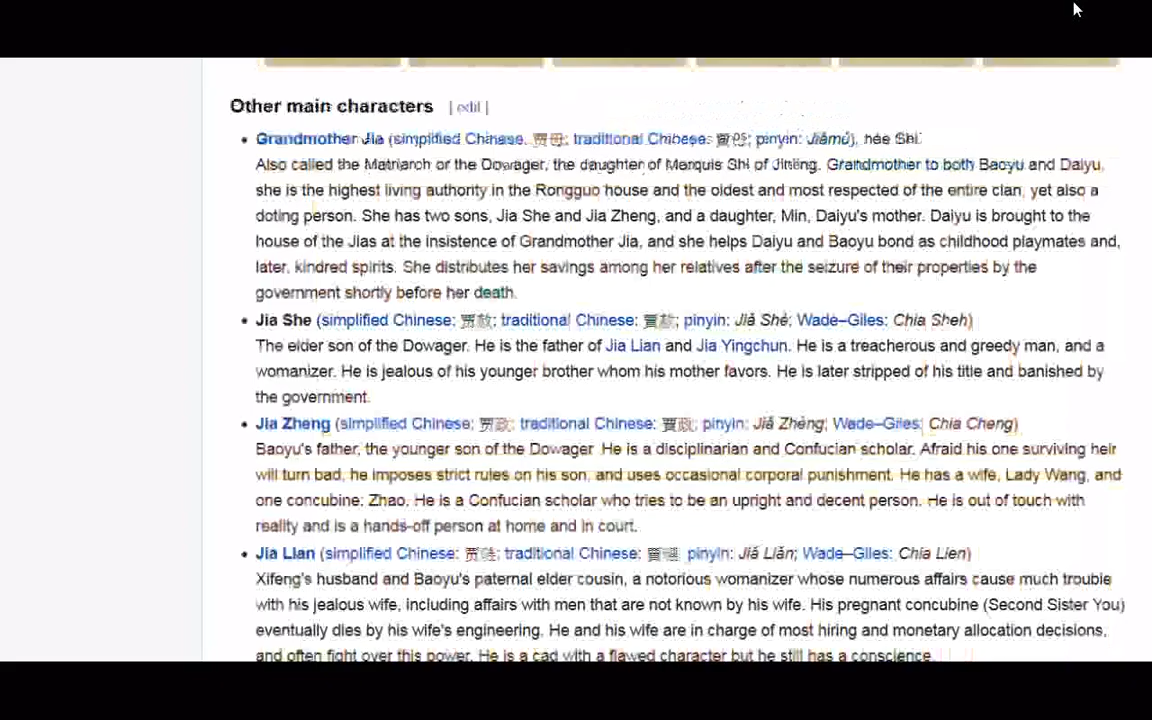 Other main characters [ edit ]
• Grandmother Jia (simplified Chinese: 贾母; traditional Chinese: 賈母; pinyin: Jiămŭ), née Shi.
Also called the Matriarch or the Dowager, the daughter of Marquis Shi of Jinling. Grandmother to both Baoyu and Daiyu,
she is the highest living authority in the Rongguo house and the oldest and most respected of the entire clan, yet also a
doting person. She has two sons, Jia She and Jia Zheng, and a daughter, Min, Daiyu's mother. Daiyu is brought to the
house of the Jias at the insistence of Grandmother Jia, and she helps Daiyu and Baoyu bond as childhood playmates and,
later, kindred spirits. She distributes her savings among her relatives after the seizure of their properties by the
government shortly before her death.
• Jia She (simplified Chinese: 贾赦; traditional Chinese: 賈赦; pinyin: Jiă Shè; Wade–Giles: Chia Sheh)
The elder son of the Dowager. He is the father of Jia Lian and Jia Yingchun. He is a treacherous and greedy man, and a
womanizer. He is jealous of his younger brother whom his mother favors. He is later stripped of his title and banished by
the government.
• Jia Zheng (simplified Chinese: 贾政; traditional Chinese: 賈政; pinyin: Jiă Zhèng; Wade–Giles: Chia Cheng)
Baoyu's father, the younger son of the Dowager. He is a disciplinarian and Confucian scholar. Afraid his one surviving heir
will turn bad, he imposes strict rules on his son, and uses occasional corporal punishment. He has a wife, Lady Wang, and
one concubine: Zhao. He is a Confucian scholar who tries to be an upright and decent person. He is out of touch with
reality and is a hands-off person at home and in court.
• Jia Lian (simplified Chinese: 贾琏; traditional Chinese: 賈璉; pinyin: Jiă Liăn; Wade–Giles: Chia Lien)
Xifeng's husband and Baoyu's paternal elder cousin, a notorious womanizer whose numerous affairs cause much trouble
with his jealous wife, including affairs with men that are not known by his wife. His pregnant concubine (Second Sister You)
eventually dies by his wife's engineering. He and his wife are in charge of most hiring and monetary allocation decisions,
and often fight over this power. He is a cad with a flawed character but he still has a conscience.